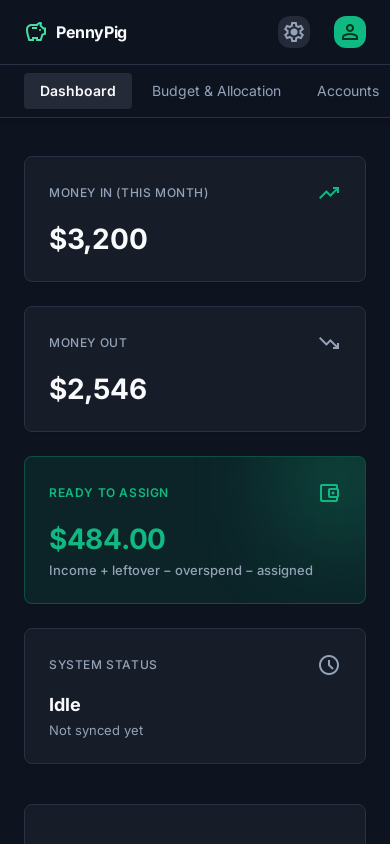 PennyPig
Dashboard Budget & Allocation Accounts
MONEY IN (THIS MONTH)
$3,200
MONEY OUT
$2,546
READY TO ASSIGN
$484.00
Income + leftover − overspend − assigned
SYSTEM STATUS
Idle
Not synced yet